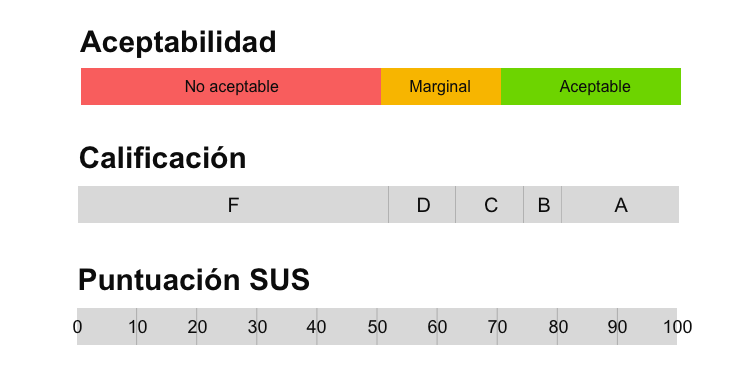 Aceptabilidad
No aceptable Marginal Aceptable
Calificación
F D C B A
Puntuación SUS
0 10 20 30 40 50 60 70 80 90 100